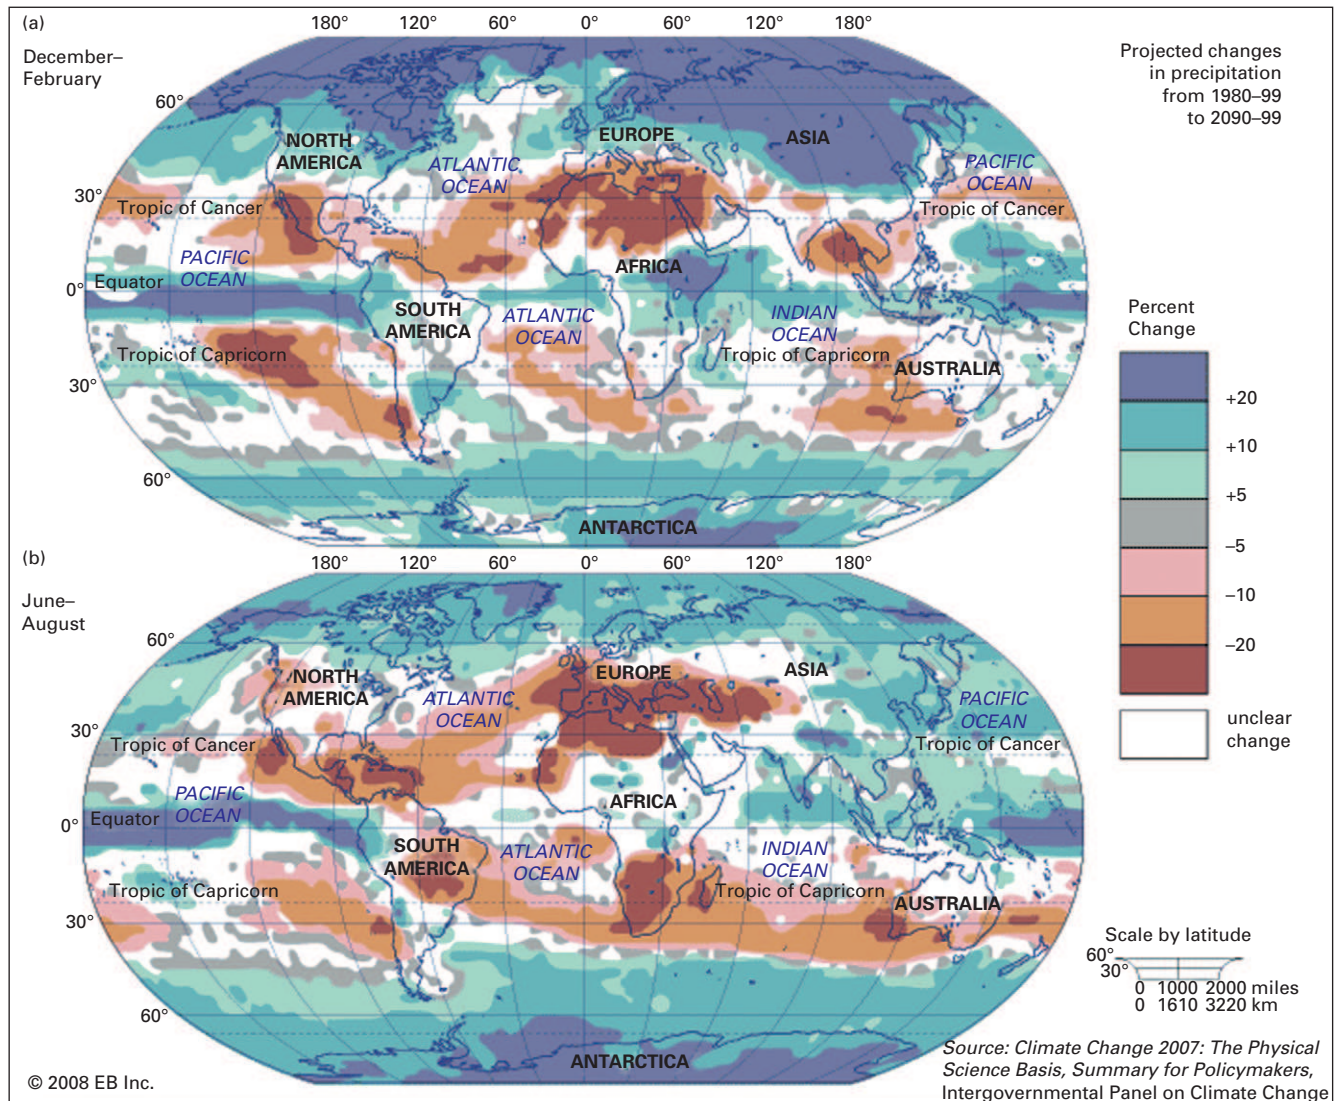 (a)
December–
February
180° 120° 60° 0° 60° 120° 180°
Projected changes
in precipitation
from 1980–99
to 2090–99
60°
NORTH
AMERICA
EUROPE
ASIA
ATLANTIC
OCEAN
PACIFIC
OCEAN
30°
Tropic of Cancer
Tropic of Cancer
PACIFIC
OCEAN
AFRICA
Equator
0°
SOUTH
AMERICA
ATLANTIC
OCEAN
INDIAN
OCEAN
Tropic of Capricorn
Tropic of Capricorn
AUSTRALIA
30°
60°
ANTARCTICA
Percent
Change
+20
+10
+5
–5
–10
–20
unclear
change
(b)
June–
August
180° 120° 60° 0° 60° 120° 180°
60°
NORTH
AMERICA
EUROPE
ASIA
ATLANTIC
OCEAN
PACIFIC
OCEAN
30°
Tropic of Cancer
Tropic of Cancer
PACIFIC
OCEAN
AFRICA
Equator
0°
SOUTH
AMERICA
ATLANTIC
OCEAN
INDIAN
OCEAN
Tropic of Capricorn
Tropic of Capricorn
AUSTRALIA
30°
60°
ANTARCTICA
Scale by latitude
60°
30°
0 1000 2000 miles
0 1610 3220 km
© 2008 EB Inc.
Source: Climate Change 2007: The Physical
Science Basis, Summary for Policymakers,
Intergovernmental Panel on Climate Change